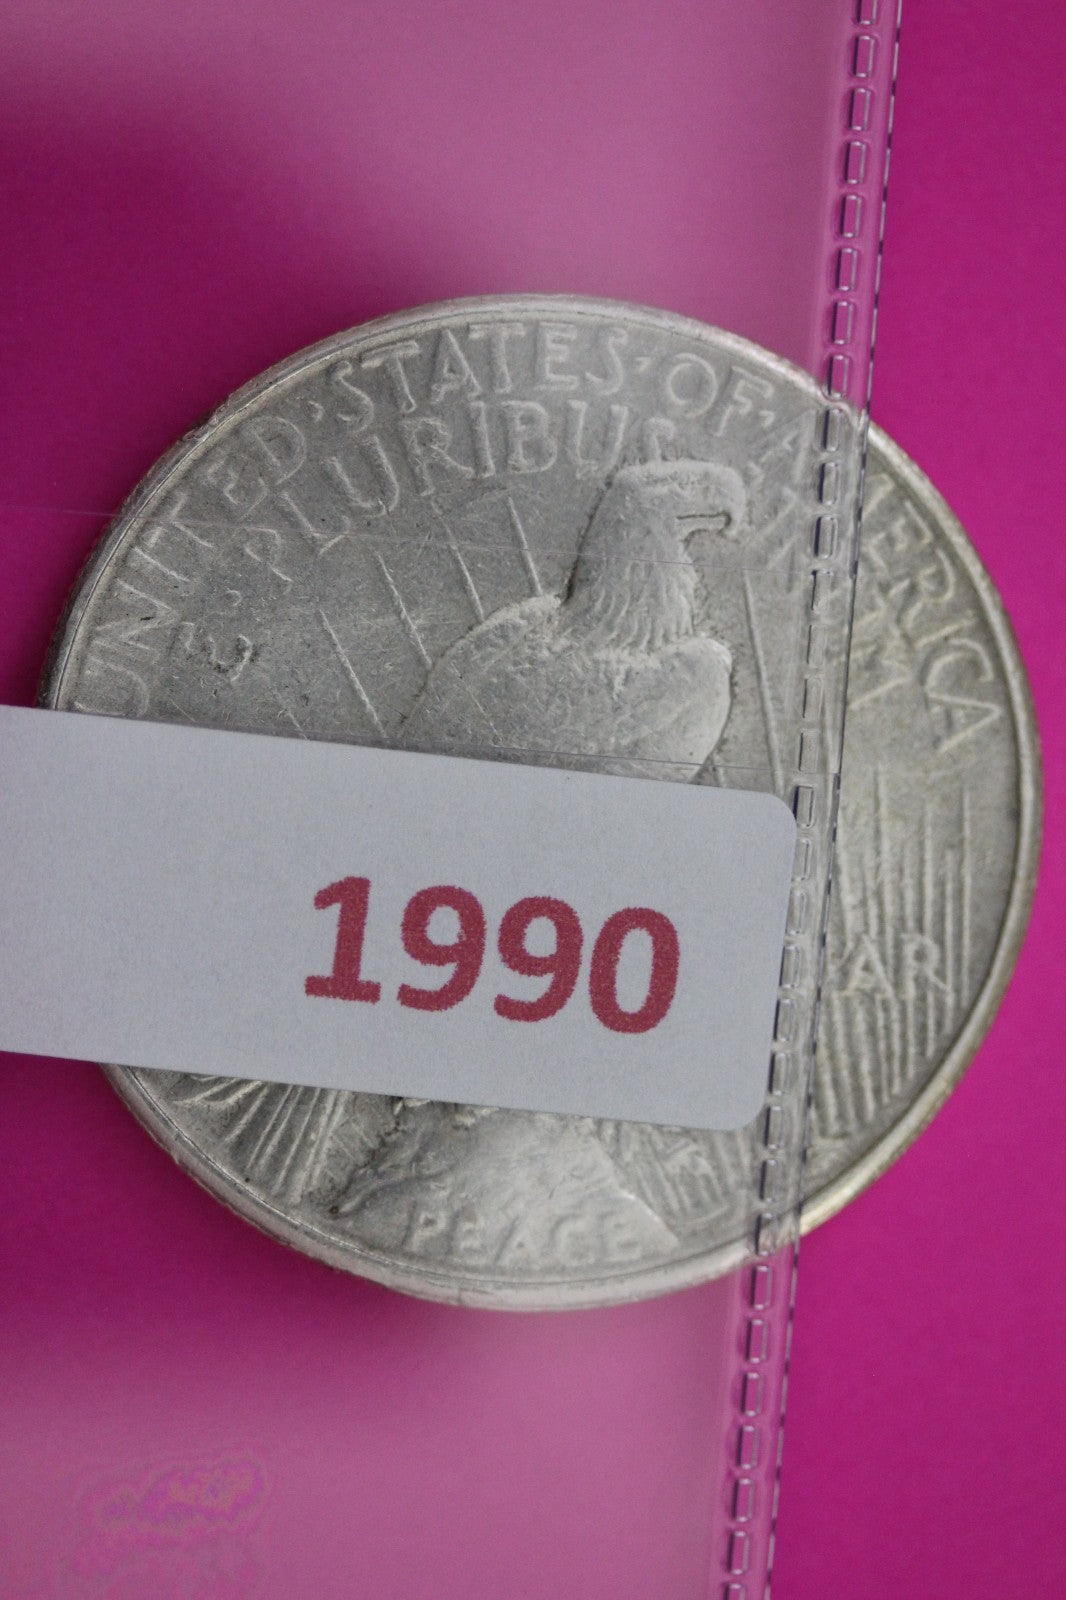 UNITED·STATES·OF·AMERICA
E·PLURIBUS
1990
AR
PEACE